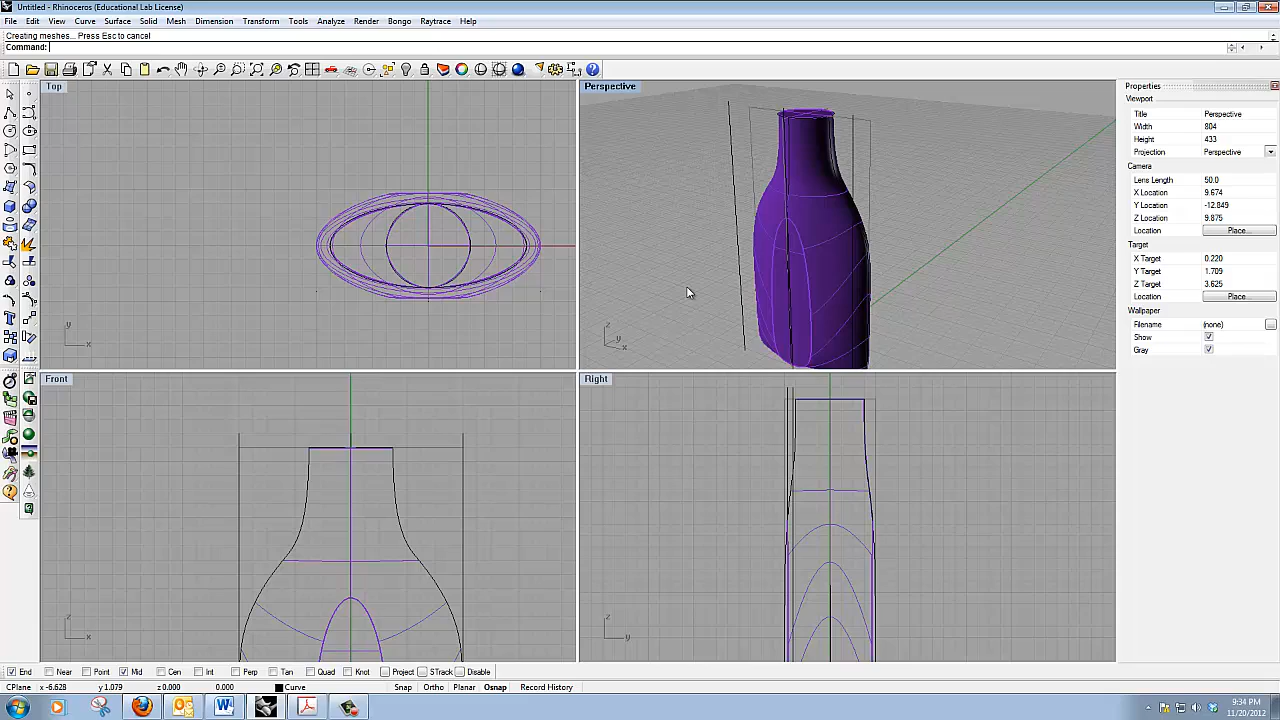 Untitled - Rhinoceros (Educational Lab License)
File Edit View Curve Surface Solid Mesh Dimension Transform Tools Analyze Render Bongo Raytrace Help
Creating meshes... Press Esc to cancel
Command:
Top
Perspective
Properties
Viewport
Title Perspective
Width 804
Height 433
Projection Perspective
Camera
Lens Length 50.0
X Location 9.674
Y Location -12.849
Z Location 9.875
Location Place...
Target
X Target 0.220
Y Target 1.709
Z Target 3.625
Location Place...
Wallpaper
Filename (none)
Show
Gray
y
x
z
y
x
Front
Right
z
x
z
y
End Near Point Mid Cen Int Perp Tan Quad Knot Project STrack Disable
CPlane x -6.628 y 1.079 z 0.000 0.000 Curve Snap Ortho Planar Osnap Record History
9:34 PM
11/20/2012